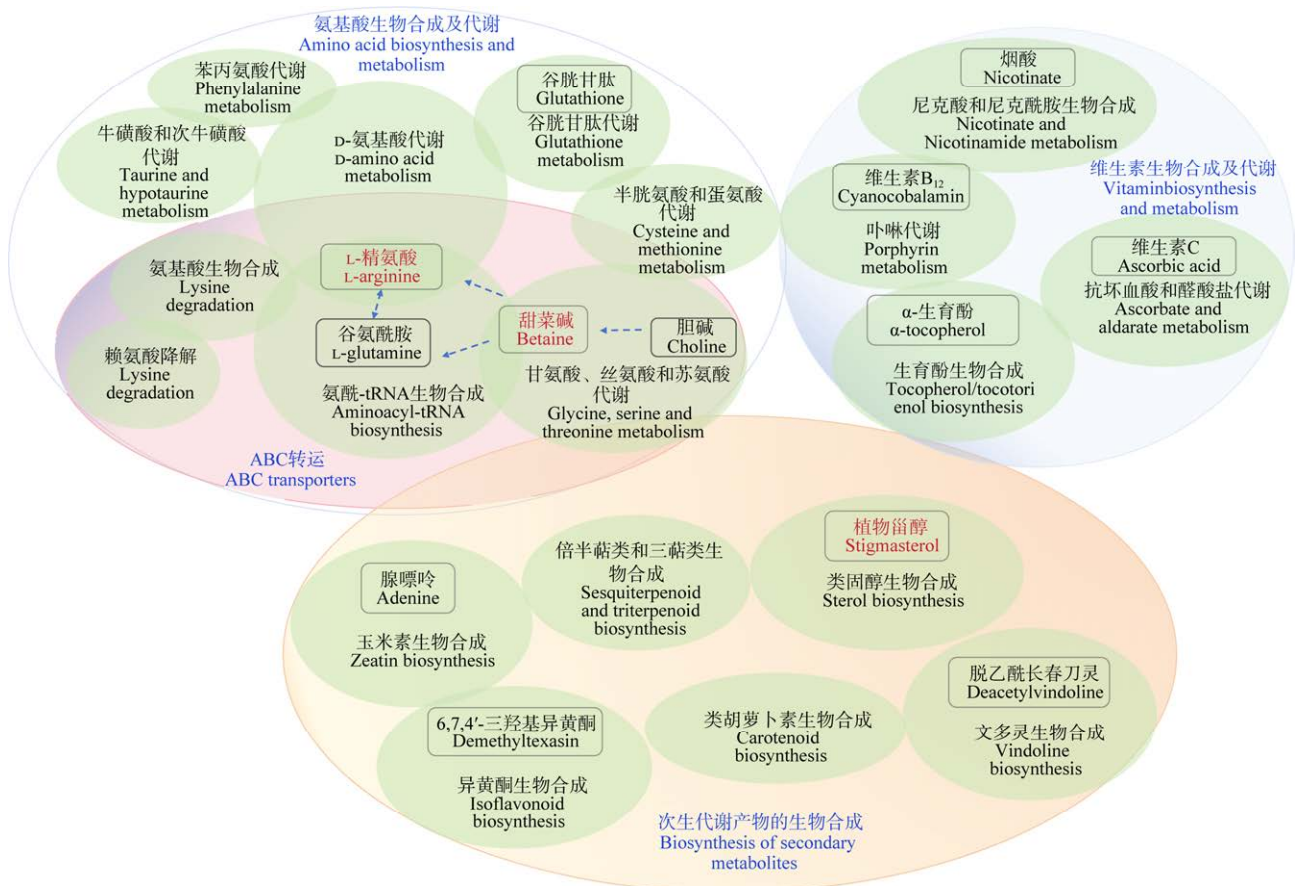 氨基酸生物合成及代谢
Amino acid biosynthesis and
metabolism
苯丙氨酸代谢
Phenylalanine
metabolism
谷胱甘肽
Glutathione
谷胱甘肽代谢
Glutathione
metabolism
牛磺酸和次牛磺酸
代谢
Taurine and
hypotaurine
metabolism
D-氨基酸代谢
D-amino acid
metabolism
半胱氨酸和蛋氨酸
代谢
Cysteine and
methionine
metabolism
氨基酸生物合成
Lysine
degradation
L-精氨酸
L-arginine
谷氨酰胺
L-glutamine
甜菜碱
Betaine
胆碱
Choline
赖氨酸降解
Lysine
degradation
氨酰-tRNA生物合成
Aminoacyl-tRNA
biosynthesis
甘氨酸、丝氨酸和苏氨酸
代谢
Glycine, serine and
threonine metabolism
ABC转运
ABC transporters
烟酸
Nicotinate
尼克酸和尼克酰胺生物合成
Nicotinate and
Nicotinamide metabolism
维生素生物合成及代谢
Vitaminbiosynthesis
and metabolism
维生素B₁₂
Cyanocobalamin
卟啉代谢
Porphyrin
metabolism
维生素C
Ascorbic acid
抗坏血酸和醛酸盐代谢
Ascorbate and
aldarate metabolism
α-生育酚
α-tocopherol
生育酚生物合成
Tocopherol/tocotori
enol biosynthesis
腺嘌呤
Adenine
玉米素生物合成
Zeatin biosynthesis
倍半萜类和三萜类生
物合成
Sesquiterpenoid
and triterpenoid
biosynthesis
植物甾醇
Stigmasterol
类固醇生物合成
Sterol biosynthesis
6,7,4′-三羟基异黄酮
Demethyltexasin
异黄酮生物合成
Isoflavonoid
biosynthesis
类胡萝卜素生物合成
Carotenoid
biosynthesis
脱乙酰长春刀灵
Deacetylvindoline
文多灵生物合成
Vindoline
biosynthesis
次生代谢产物的生物合成
Biosynthesis of secondary
metabolites